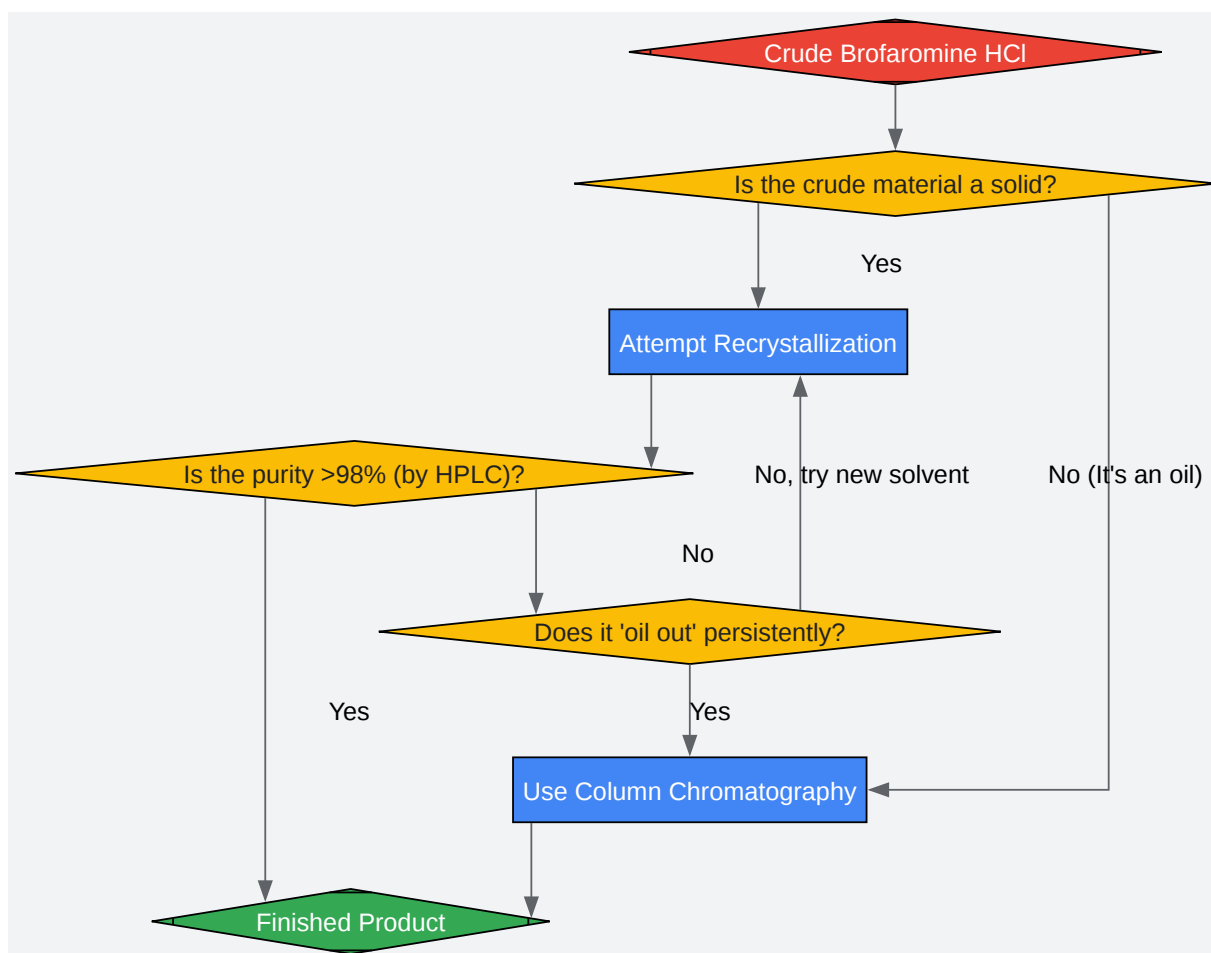 Crude Brofaromine HCl
Is the crude material a solid?
Yes
Attempt Recrystallization
Is the purity >98% (by HPLC)?
No, try new solvent
No (It's an oil)
No
Does it 'oil out' persistently?
Yes
Yes
Use Column Chromatography
Finished Product